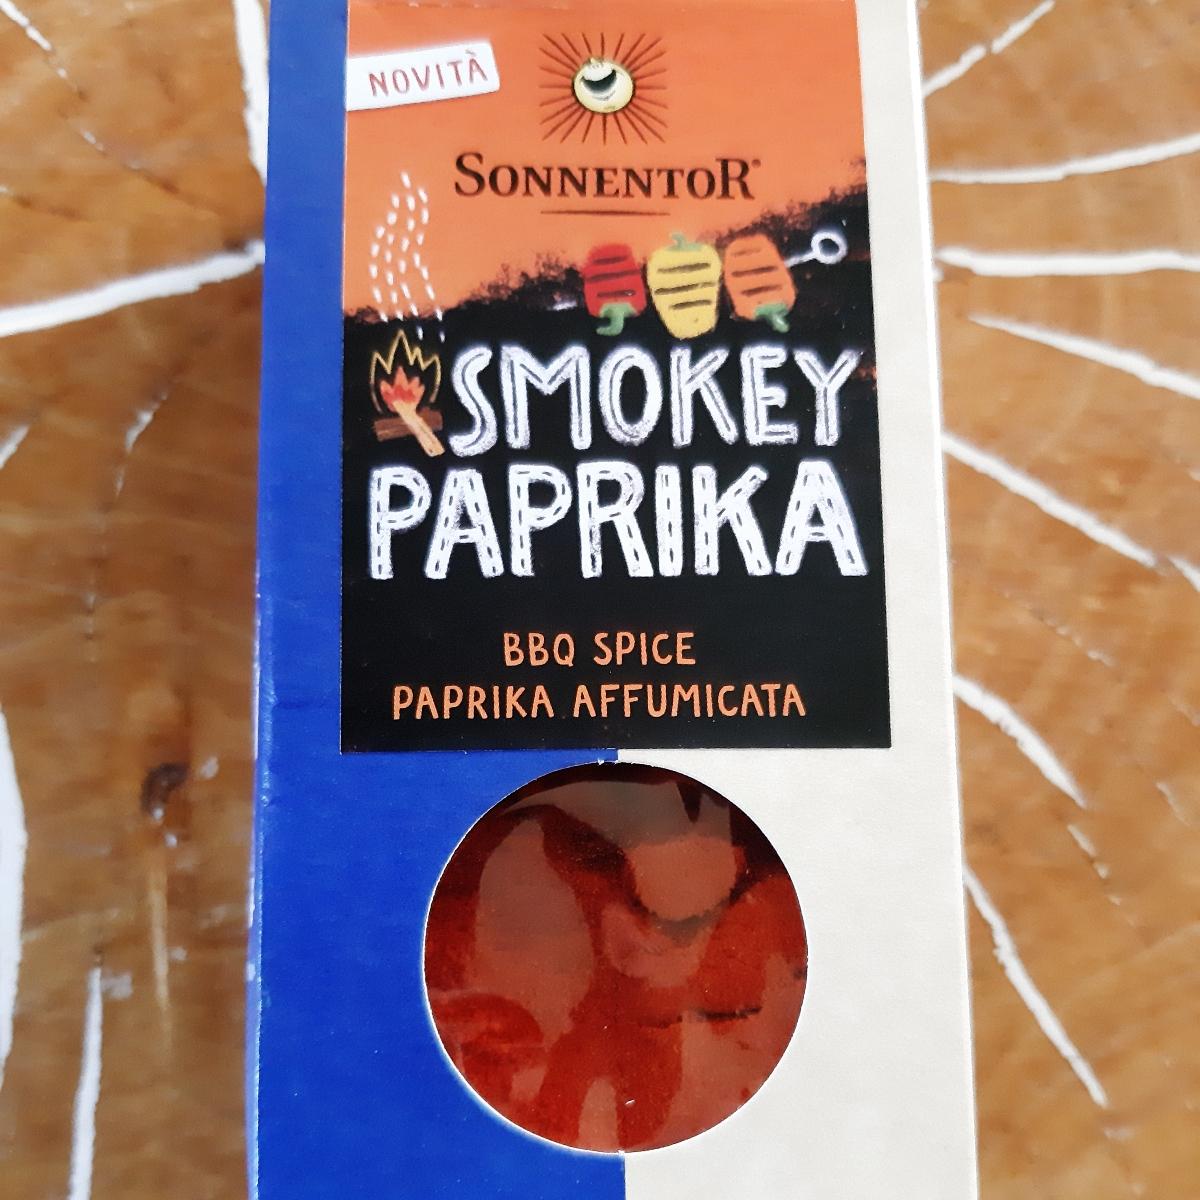 NOVITÀ
SONNENTOR®
SMOKEY
PAPRIKA
BBQ SPICE
PAPRIKA AFFUMICATA